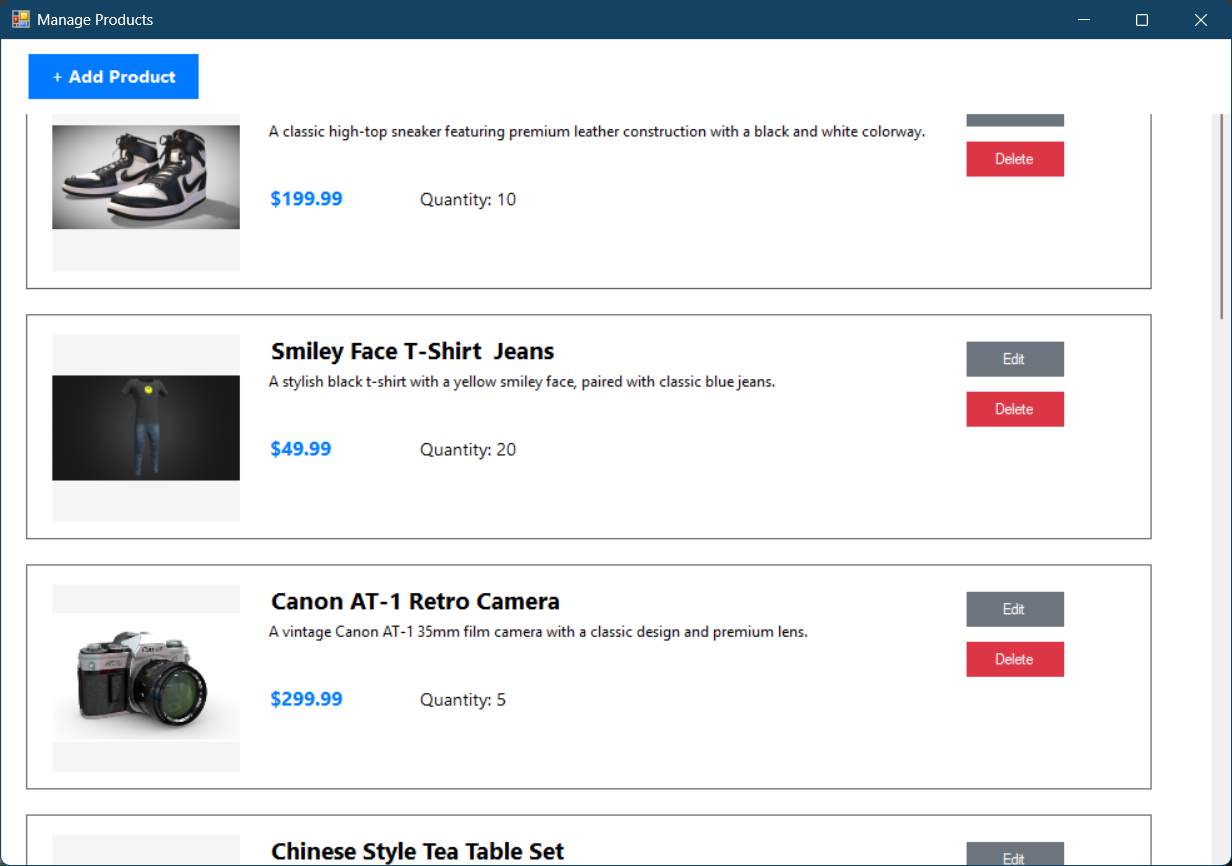 Manage Products
+ Add Product
A classic high-top sneaker featuring premium leather construction with a black and white colorway.
Delete
$199.99 Quantity: 10
Smiley Face T-Shirt  Jeans
Edit
A stylish black t-shirt with a yellow smiley face, paired with classic blue jeans.
Delete
$49.99 Quantity: 20
Canon AT-1 Retro Camera
Edit
A vintage Canon AT-1 35mm film camera with a classic design and premium lens.
Delete
$299.99 Quantity: 5
Chinese Style Tea Table Set
Edit